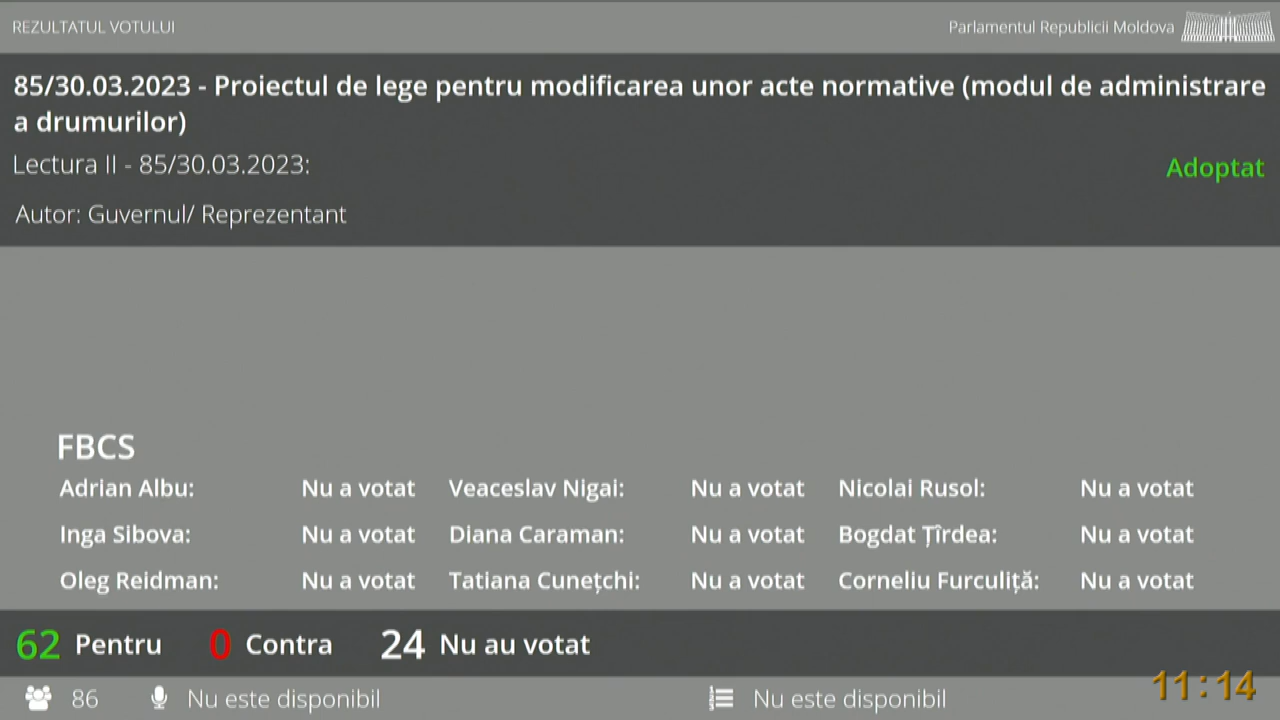 REZULTATUL VOTULUI
Parlamentul Republicii Moldova
85/30.03.2023 - Proiectul de lege pentru modificarea unor acte normative (modul de administrare
a drumurilor)
Lectura II - 85/30.03.2023:
Adoptat
Autor: Guvernul/ Reprezentant
FBCS
Adrian Albu: Nu a votat Veaceslav Nigai: Nu a votat Nicolai Rusol: Nu a votat
Inga Sibova: Nu a votat Diana Caraman: Nu a votat Bogdat Țîrdea: Nu a votat
Oleg Reidman: Nu a votat Tatiana Cunețchi: Nu a votat Corneliu Furculiță: Nu a votat
62 Pentru 0 Contra 24 Nu au votat
86 Nu este disponibil Nu este disponibil
11:14